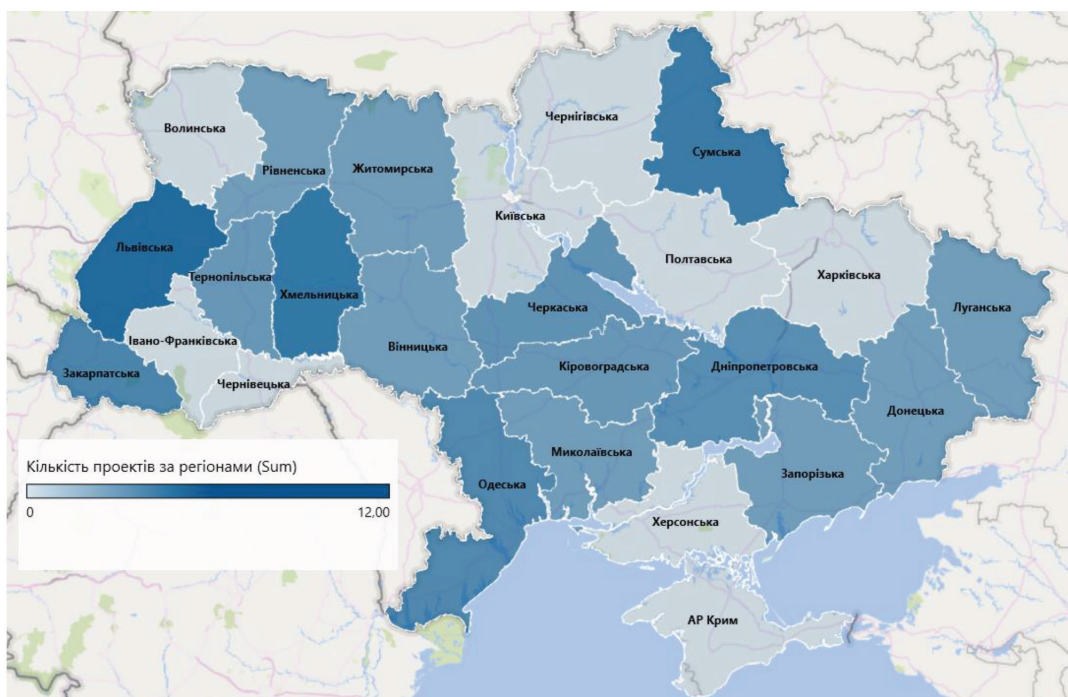 Чернігівська
Волинська
Сумська
Рівненська
Житомирська
Київська
Львівська
Полтавська
Харківська
Тернопільська
Хмельницька
Луганська
Черкаська
Івано-Франківська
Вінницька
Кіровоградська
Дніпропетровська
Закарпатська
Чернівецька
Донецька
Миколаївська
Кількість проектів за регіонами (Sum)
Запорізька
Одеська
0
12,00
Херсонська
АР Крим